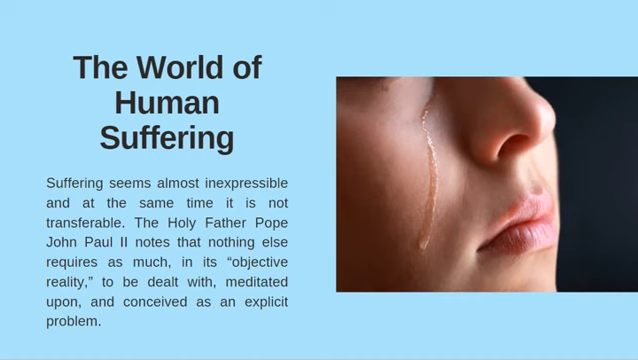 The World of
Human
Suffering
Suffering seems almost inexpressible
and at the same time it is not
transferable. The Holy Father Pope
John Paul II notes that nothing else
requires as much, in its “objective
reality,” to be dealt with, meditated
upon, and conceived as an explicit
problem.